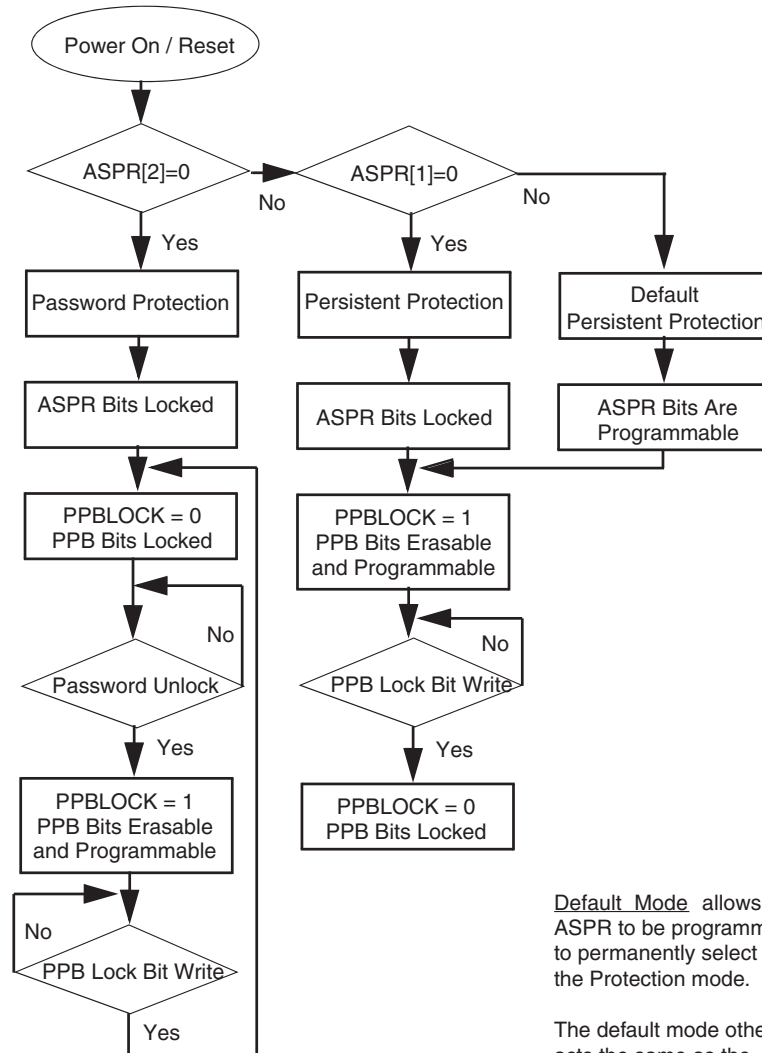 Power On / Reset
ASPR[2]=0
No
ASPR[1]=0
No
Yes
Yes
Password Protection
Persistent Protection
Default
Persistent Protection
ASPR Bits Locked
ASPR Bits Locked
ASPR Bits Are
Programmable
PPBLOCK = 0
PPB Bits Locked
PPBLOCK = 1
PPB Bits Erasable
and Programmable
No
No
Password Unlock
PPB Lock Bit Write
Yes
Yes
PPBLOCK = 1
PPB Bits Erasable
and Programmable
PPBLOCK = 0
PPB Bits Locked
No
PPB Lock Bit Write
Yes
Default Mode allows
ASPR to be
to permanently select
the Protection mode.
The default mode